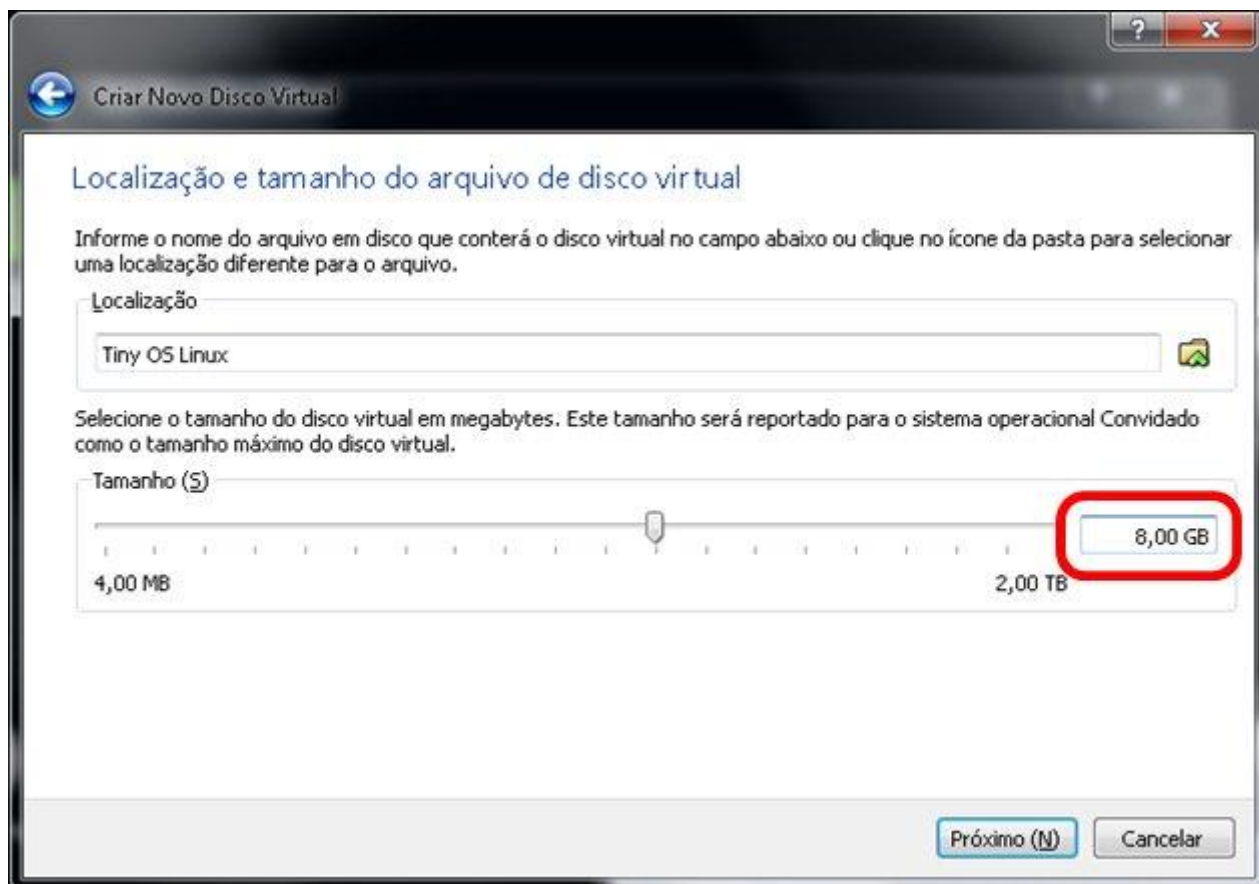 ?
X
Criar Novo Disco Virtual
Localização e tamanho do arquivo de disco virtual
Informe o nome do arquivo em disco que conterá o disco virtual no campo abaixo ou clique no ícone da pasta para selecionar
uma localização diferente para o arquivo.
Localização
Tiny OS Linux
Selecione o tamanho do disco virtual em megabytes. Este tamanho será reportado para o sistema operacional Convidado
como o tamanho máximo do disco virtual.
Tamanho (S)
8,00 GB
4,00 MB
2,00 TB
Próximo (N)
Cancelar